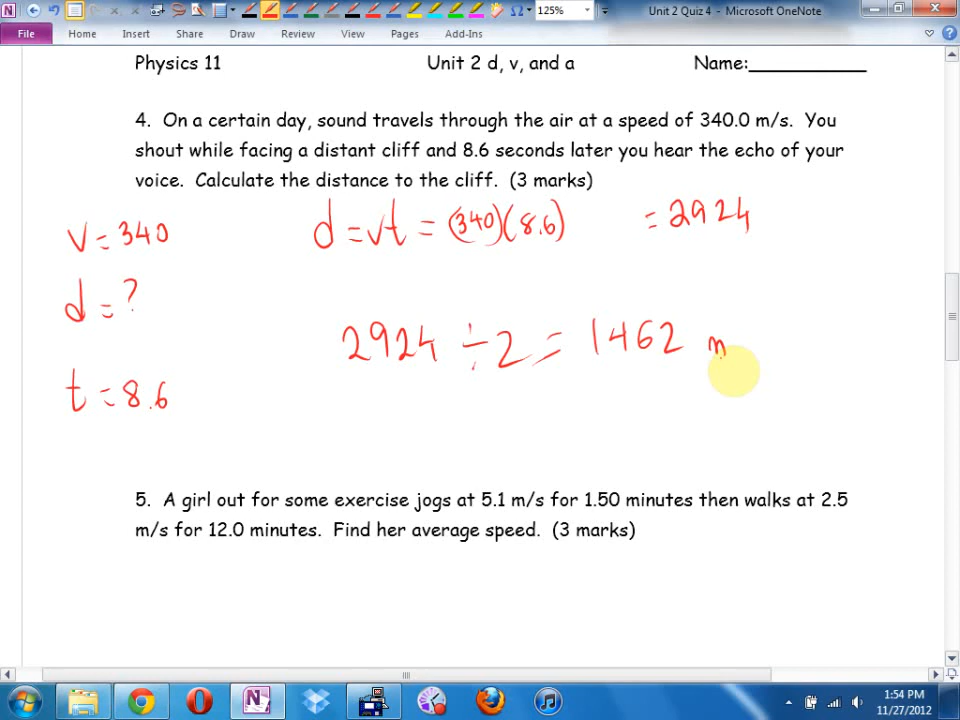 125%
Unit 2 Quiz 4 - Microsoft OneNote
File Home Insert Share Draw Review View Pages Add-Ins
Physics 11 Unit 2 d, v, and a Name:__________
4. On a certain day, sound travels through the air at a speed of 340.0 m/s. You
shout while facing a distant cliff and 8.6 seconds later you hear the echo of your
voice. Calculate the distance to the cliff. (3 marks)
v = 340
d = vt = (340)(8.6) = 2924
d = ?
2924 ÷ 2 = 1462 m
t = 8.6
5. A girl out for some exercise jogs at 5.1 m/s for 1.50 minutes then walks at 2.5
m/s for 12.0 minutes. Find her average speed. (3 marks)
1:54 PM
11/27/2012